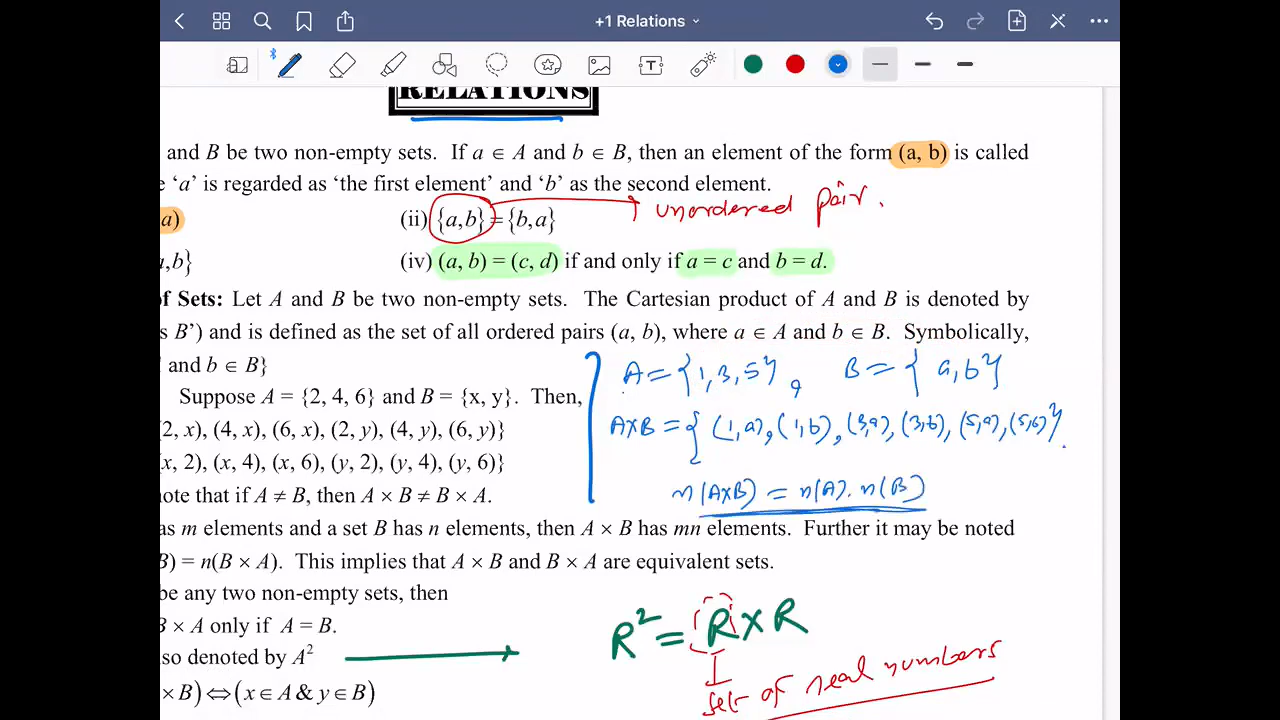 +1 Relations
RELATIONS
and B be two non-empty sets. If a ∈ A and b ∈ B, then an element of the form (a, b) is called
e ‘a’ is regarded as ‘the first element’ and ‘b’ as the second element.
a) (ii) {a,b} = {b,a} unordered pair.
,b} (iv) (a, b) = (c, d) if and only if a = c and b = d.
of Sets: Let A and B be two non-empty sets. The Cartesian product of A and B is denoted by
s B’) and is defined as the set of all ordered pairs (a, b), where a ∈ A and b ∈ B. Symbolically,
and b ∈ B}
A = {1, 3, 5}, B = {a, b}
Suppose A = {2, 4, 6} and B = {x, y}. Then,
A×B = {(1,a), (1,b), (3,a), (3,b), (5,a), (5,b)}.
(2, x), (4, x), (6, x), (2, y), (4, y), (6, y)}
(x, 2), (x, 4), (x, 6), (y, 2), (y, 4), (y, 6)}
n(A×B) = n(A). n(B)
note that if A ≠ B, then A × B ≠ B × A.
as m elements and a set B has n elements, then A × B has mn elements. Further it may be noted
B) = n(B × A). This implies that A × B and B × A are equivalent sets.
be any two non-empty sets, then
B × A only if A = B.
R² = R×R
so denoted by A²
set of real numbers
× B) ⇔ (x ∈ A & y ∈ B)